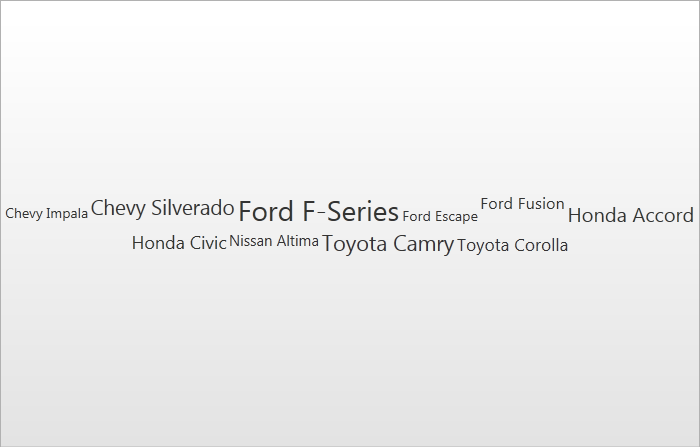 Chevy Impala Chevy Silverado Ford F-Series Ford Escape Ford Fusion Honda Accord
Honda Civic Nissan Altima Toyota Camry Toyota Corolla